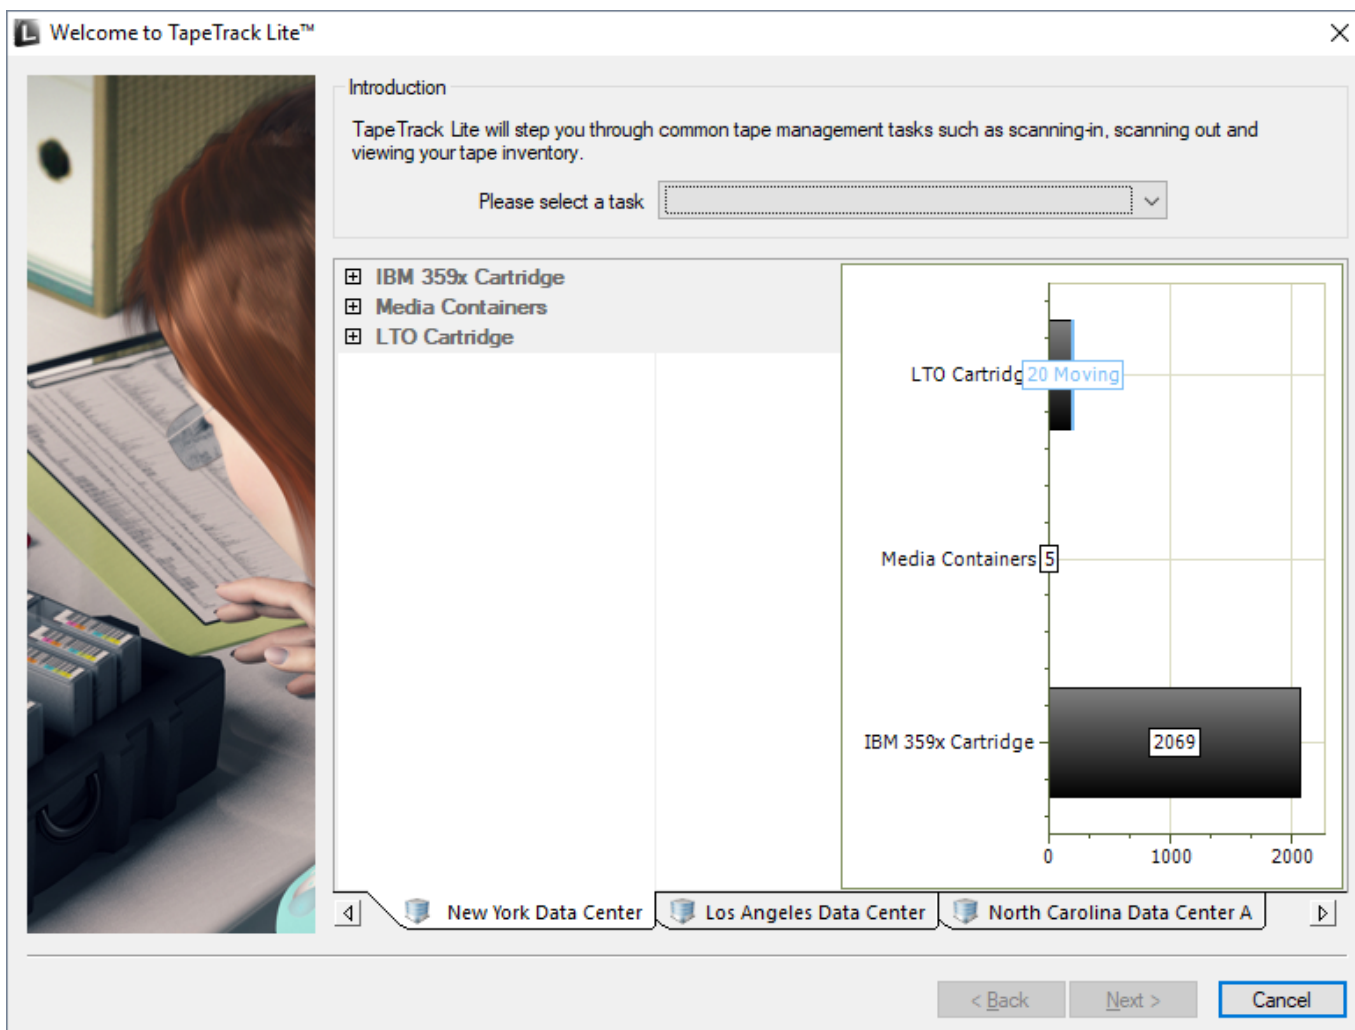 Welcome to TapeTrack Lite™
Introduction
TapeTrack Lite will step you through common tape management tasks such as scanning-in, scanning out and
viewing your tape inventory.
Please select a task
IBM 359x Cartridge
Media Containers
LTO Cartridge
LTO Cartridg
20 Moving
Media Containers
5
IBM 359x Cartridge
2069
0 1000 2000
New York Data Center
Los Angeles Data Center
North Carolina Data Center A
< Back
Next >
Cancel